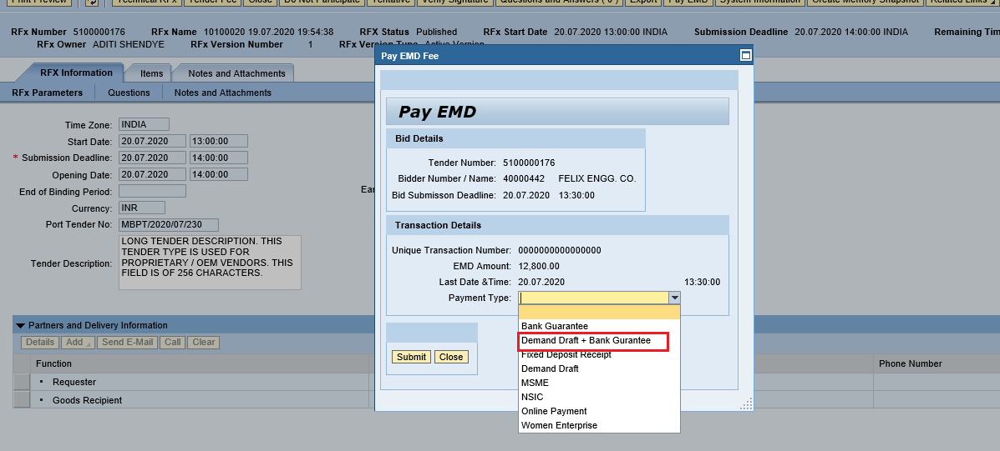 Print Preview Technical RFx Tender Fee Close Do Not Participate Tentative Verify Signature Questions and Answers ( 0 ) Export Pay EMD System Information Create Memory Snapshot Related Links
RFx Number 5100000176 RFx Name 10100020 19.07.2020 19:54:38 RFX Status Published RFx Start Date 20.07.2020 13:00:00 INDIA Submission Deadline 20.07.2020 14:00:00 INDIA Remaining Tim
RFx Owner ADITI SHENDYE RFx Version Number 1 RFx Version Type Active Version
RFX Information Items Notes and Attachments
RFx Parameters Questions Notes and Attachments
Time Zone: INDIA
Start Date: 20.07.2020 13:00:00
* Submission Deadline: 20.07.2020 14:00:00
Opening Date: 20.07.2020 14:00:00
End of Binding Period:
Currency: INR
Port Tender No: MBPT/2020/07/230
Tender Description: LONG TENDER DESCRIPTION. THIS
TENDER TYPE IS USED FOR
PROPRIETARY / OEM VENDORS. THIS
FIELD IS OF 256 CHARACTERS.
Ear
Pay EMD Fee
Pay EMD
Bid Details
Tender Number: 5100000176
Bidder Number / Name: 40000442 FELIX ENGG. CO.
Bid Submisson Deadline: 20.07.2020 13:30:00
Transaction Details
Unique Transaction Number: 0000000000000000
EMD Amount: 12,800.00
Last Date &Time: 20.07.2020 13:30:00
Payment Type:
Bank Guarantee
Demand Draft + Bank Gurantee
Fixed Deposit Receipt
Demand Draft
MSME
NSIC
Online Payment
Women Enterprise
Submit Close
Partners and Delivery Information
Details Add Send E-Mail Call Clear
Function Phone Number
Requester
Goods Recipient